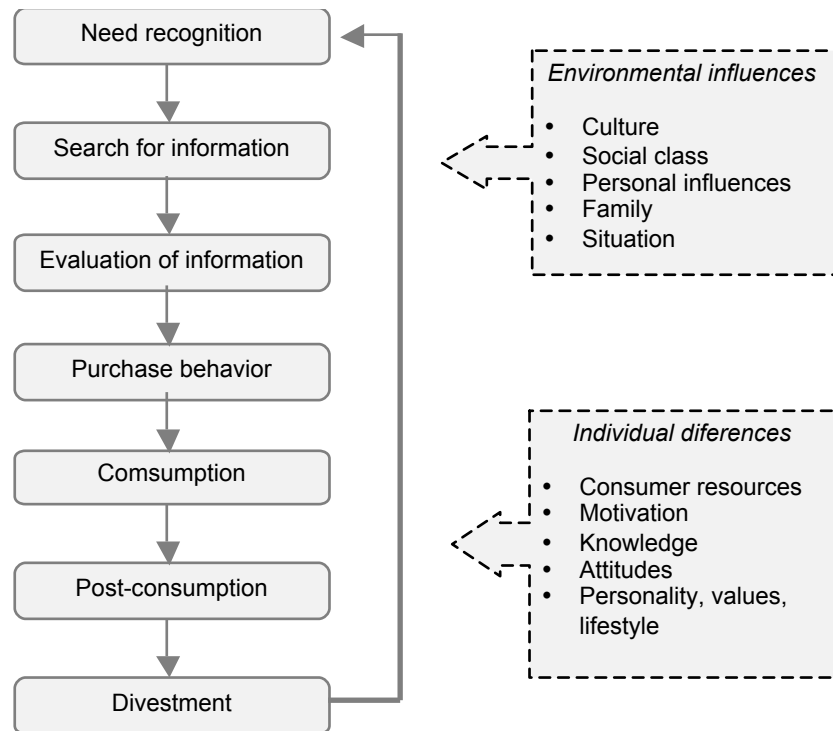 Need recognition
Search for information
Evaluation of information
Purchase behavior
Comsumption
Post-consumption
Divestment
Environmental influences
• Culture
• Social class
• Personal influences
• Family
• Situation
Individual diferences
• Consumer resources
• Motivation
• Knowledge
• Attitudes
• Personality, values,
lifestyle